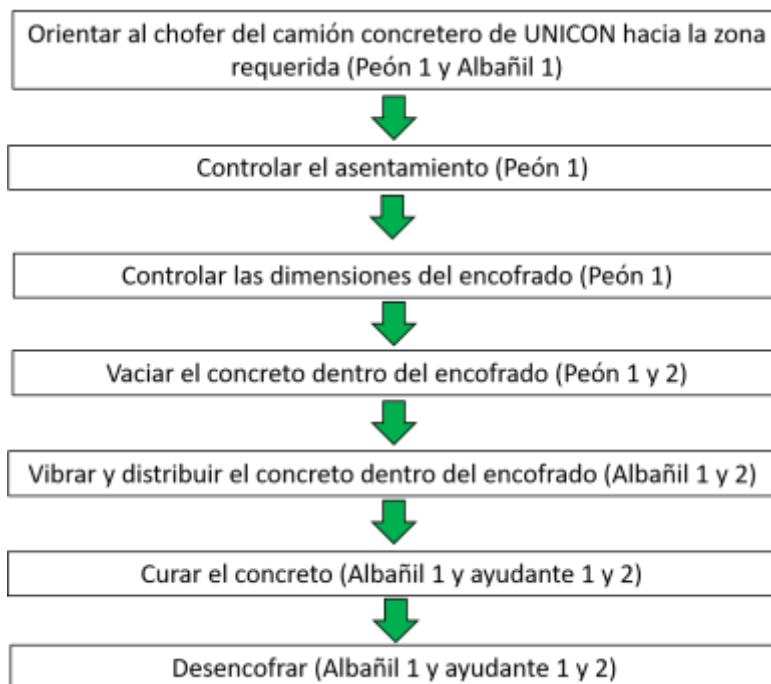 Orientar al chofer del camión concretero de UNICON hacia la zona
requerida (Peón 1 y Albañil 1)
Controlar el asentamiento (Peón 1)
Controlar las dimensiones del encofrado (Peón 1)
Vaciar el concreto dentro del encofrado (Peón 1 y 2)
Vibrar y distribuir el concreto dentro del encofrado (Albañil 1 y 2)
Curar el concreto (Albañil 1 y ayudante 1 y 2)
Desencofrar (Albañil 1 y ayudante 1 y 2)